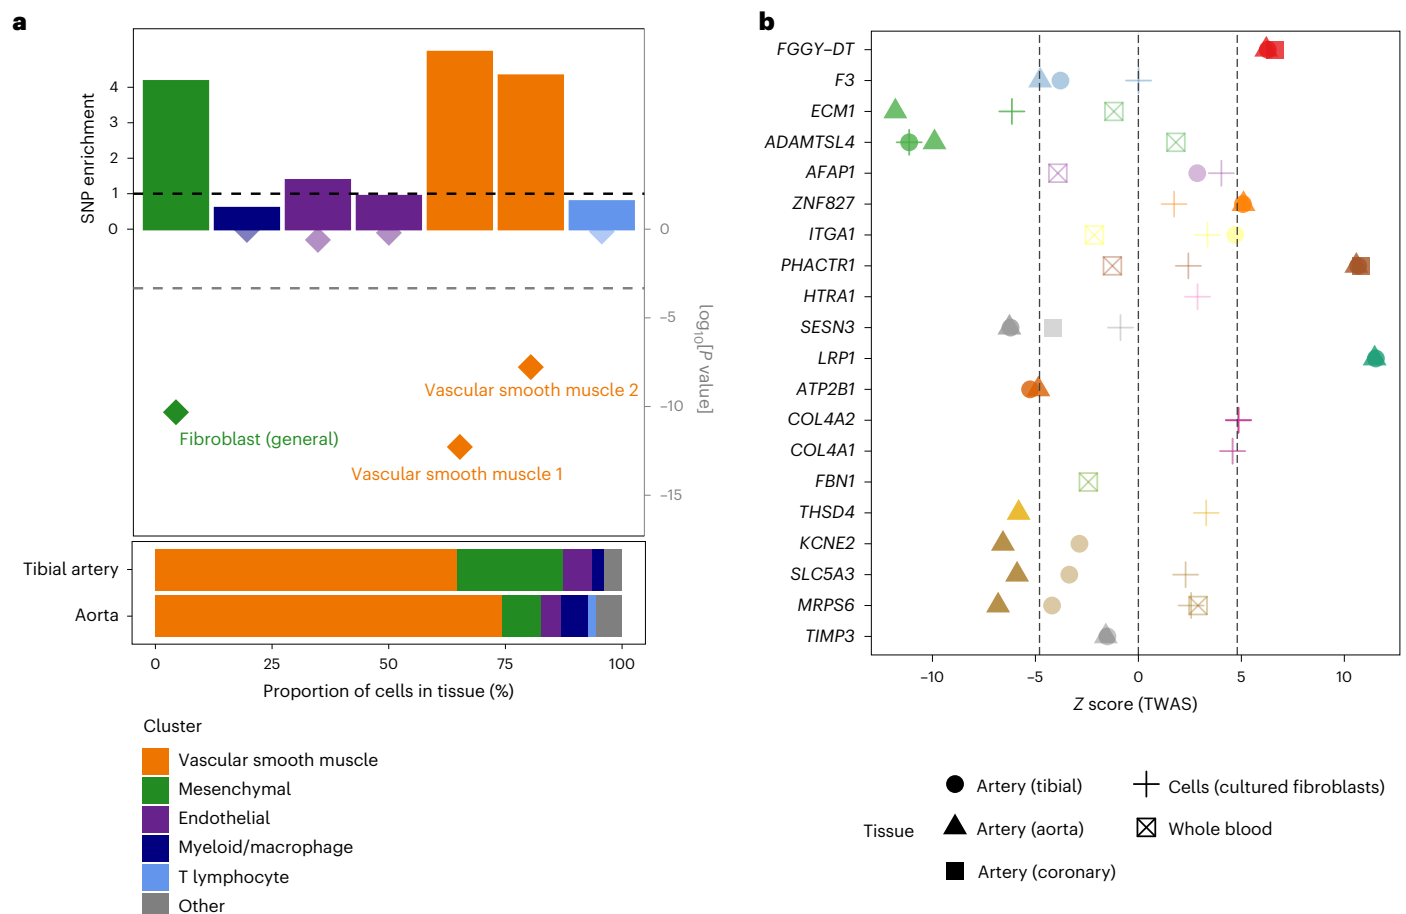 a
SNP enrichment
4
3
2
1
0
0
−5
−10
−15
log10[P value]
Vascular smooth muscle 2
Fibroblast (general)
Vascular smooth muscle 1
Tibial artery
Aorta
0
25
50
75
100
Proportion of cells in tissue (%)
Cluster
Vascular smooth muscle
Mesenchymal
Endothelial
Myeloid/macrophage
T lymphocyte
Other
b
FGGY–DT
F3
ECM1
ADAMTSL4
AFAP1
ZNF827
ITGA1
PHACTR1
HTRA1
SESN3
LRP1
ATP2B1
COL4A2
COL4A1
FBN1
THSD4
KCNE2
SLC5A3
MRPS6
TIMP3
−10
−5
0
5
10
Z score (TWAS)
Tissue
Artery (tibial)
Artery (aorta)
Artery (coronary)
Cells (cultured fibroblasts)
Whole blood